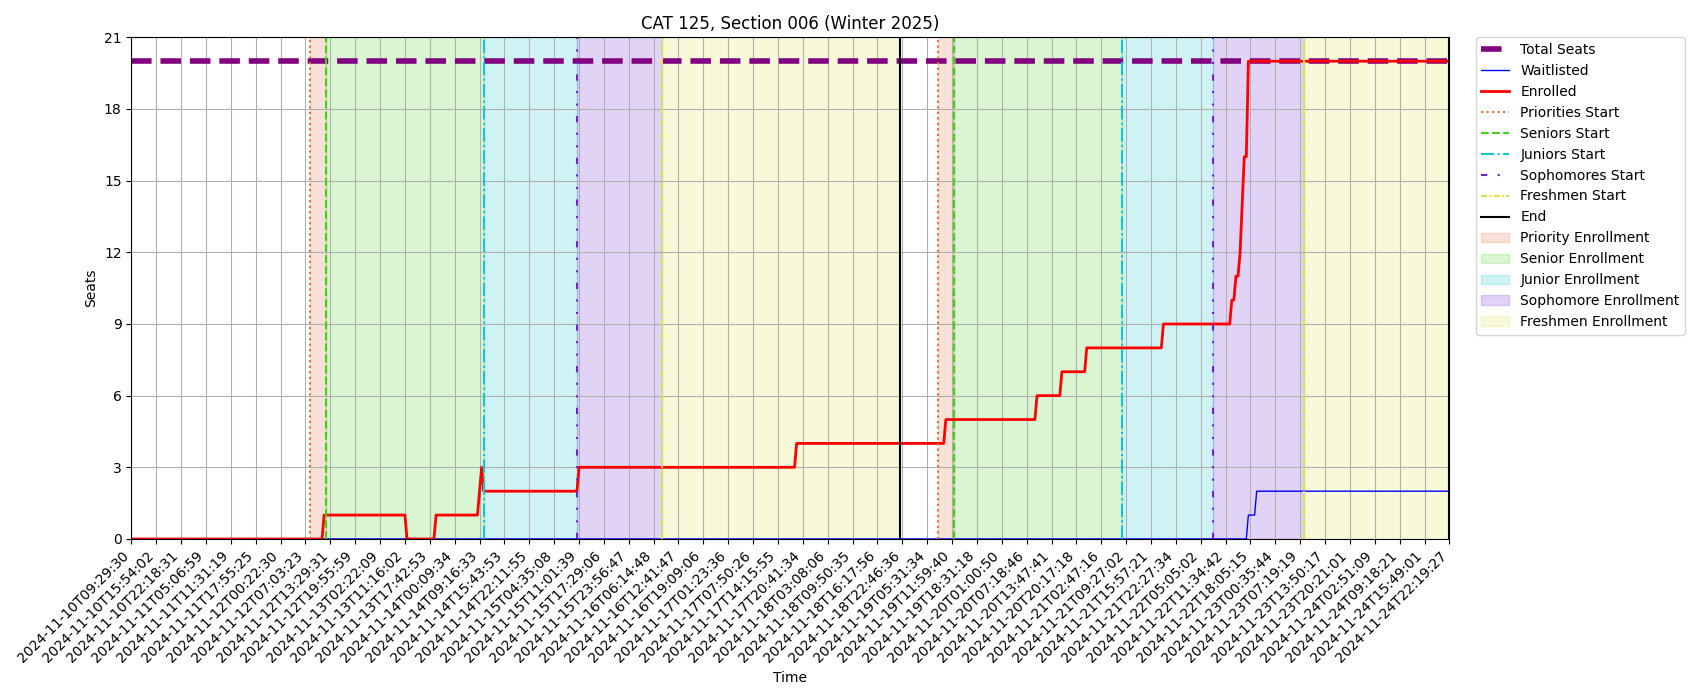 CAT 125, Section 006 (Winter 2025)
21
18
15
12
9
6
3
0
Seats
2024-11-10T09:29:30
2024-11-10T15:54:02
2024-11-10T22:18:31
2024-11-11T05:06:59
2024-11-11T11:31:19
2024-11-11T17:55:25
2024-11-12T00:22:30
2024-11-12T07:03:23
2024-11-12T13:29:31
2024-11-12T19:55:59
2024-11-13T02:22:09
2024-11-13T11:16:02
2024-11-13T17:42:53
2024-11-14T00:09:34
2024-11-14T09:16:33
2024-11-14T15:43:53
2024-11-14T22:11:55
2024-11-15T04:35:08
2024-11-15T11:01:39
2024-11-15T17:29:06
2024-11-15T23:56:47
2024-11-16T06:14:48
2024-11-16T12:41:47
2024-11-16T19:09:06
2024-11-17T01:23:36
2024-11-17T07:50:26
2024-11-17T14:15:55
2024-11-17T20:41:34
2024-11-18T03:08:06
2024-11-18T09:50:35
2024-11-18T16:17:56
2024-11-18T22:46:36
2024-11-19T05:31:34
2024-11-19T11:59:40
2024-11-19T18:31:18
2024-11-20T01:00:50
2024-11-20T07:18:46
2024-11-20T13:47:41
2024-11-20T20:17:18
2024-11-21T02:47:16
2024-11-21T09:27:02
2024-11-21T15:57:21
2024-11-21T22:27:34
2024-11-22T05:05:02
2024-11-22T11:34:42
2024-11-22T18:05:15
2024-11-23T00:35:44
2024-11-23T07:19:19
2024-11-23T13:50:17
2024-11-23T20:21:01
2024-11-24T02:51:09
2024-11-24T09:18:21
2024-11-24T15:49:01
2024-11-24T22:19:27
Time
Total Seats
Waitlisted
Enrolled
Priorities Start
Seniors Start
Juniors Start
Sophomores Start
Freshmen Start
End
Priority Enrollment
Senior Enrollment
Junior Enrollment
Sophomore Enrollment
Freshmen Enrollment